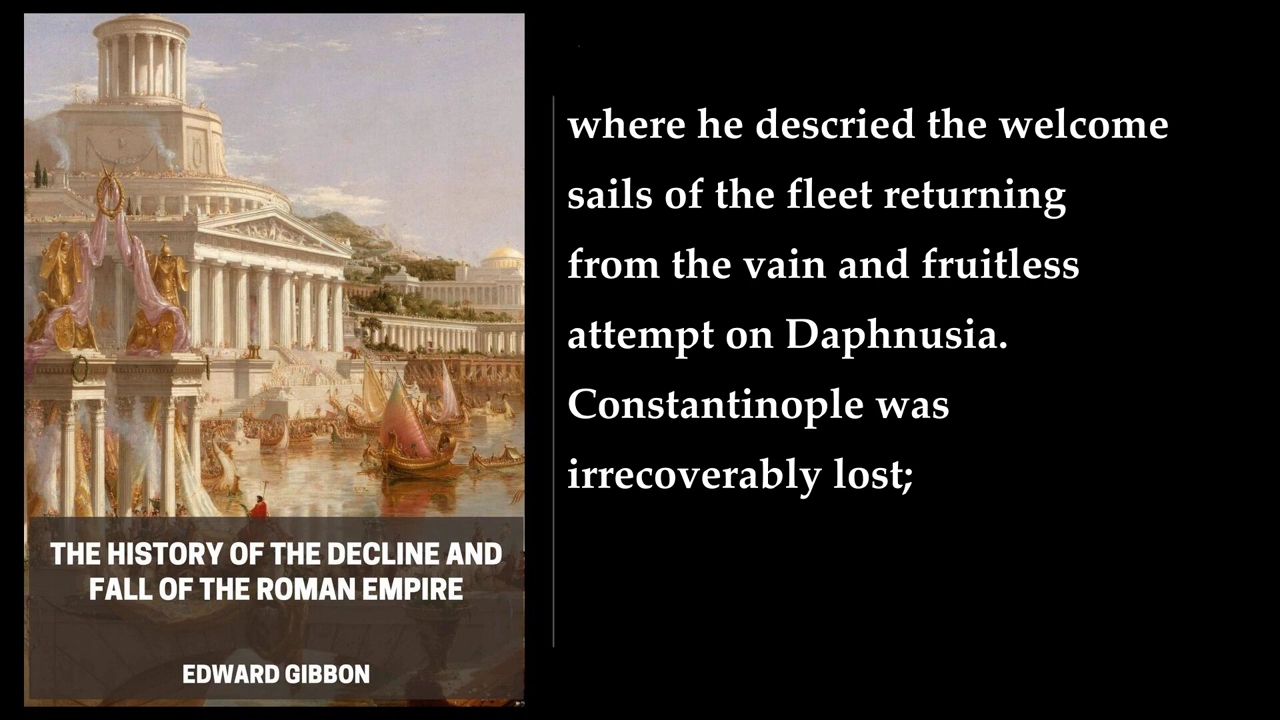 where he descried the welcome
sails of the fleet returning
from the vain and fruitless
attempt on Daphnusia.
Constantinople was
irrecoverably lost;
THE HISTORY OF THE DECLINE AND
FALL OF THE ROMAN EMPIRE
EDWARD GIBBON